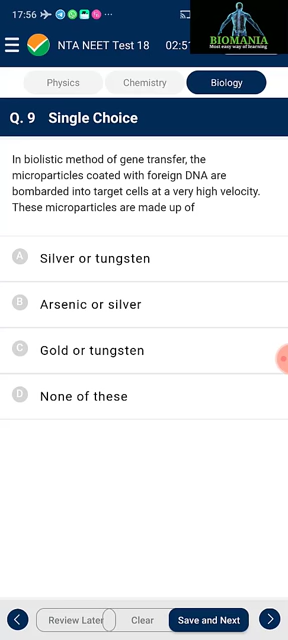 17:56
BIOMANIA
Most easy way of learning
NTA NEET Test 18
02:5
Physics
Chemistry
Biology
Q. 9 Single Choice
In biolistic method of gene transfer, the
microparticles coated with foreign DNA are
bombarded into target cells at a very high velocity.
These microparticles are made up of
A Silver or tungsten
B Arsenic or silver
C Gold or tungsten
D None of these
Review Later
Clear
Save and Next